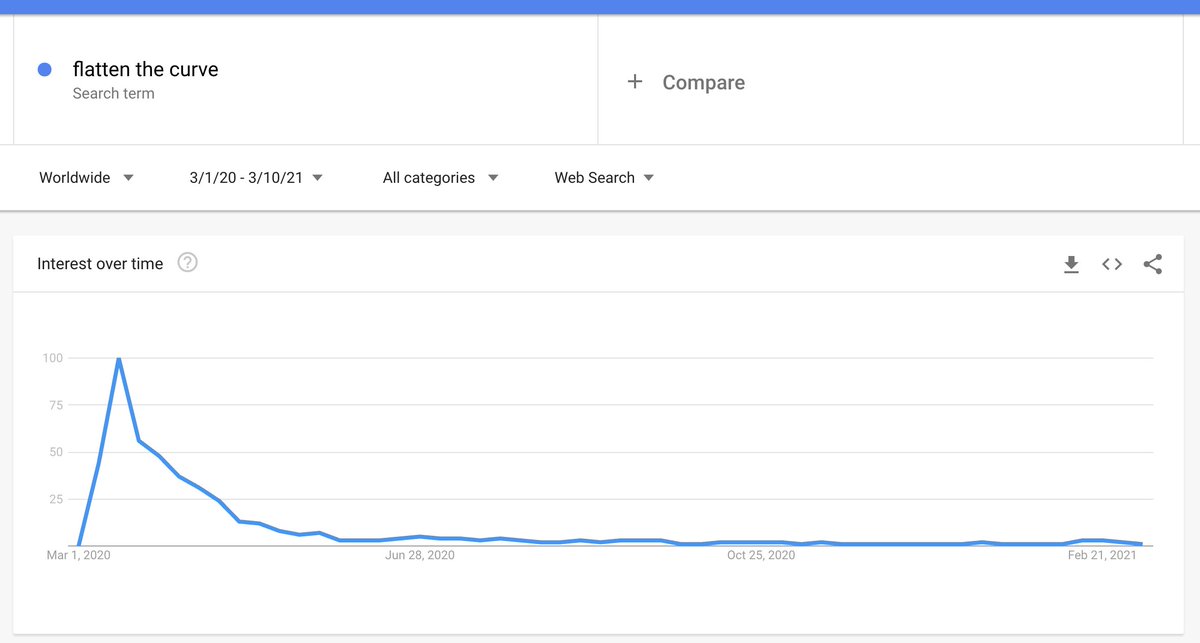 flatten the curve
Search term
+ Compare
Worldwide
3/1/20 - 3/10/21
All categories
Web Search
Interest over time
?
100
75
50
25
Mar 1, 2020
Jun 28, 2020
Oct 25, 2020
Feb 21, 2021